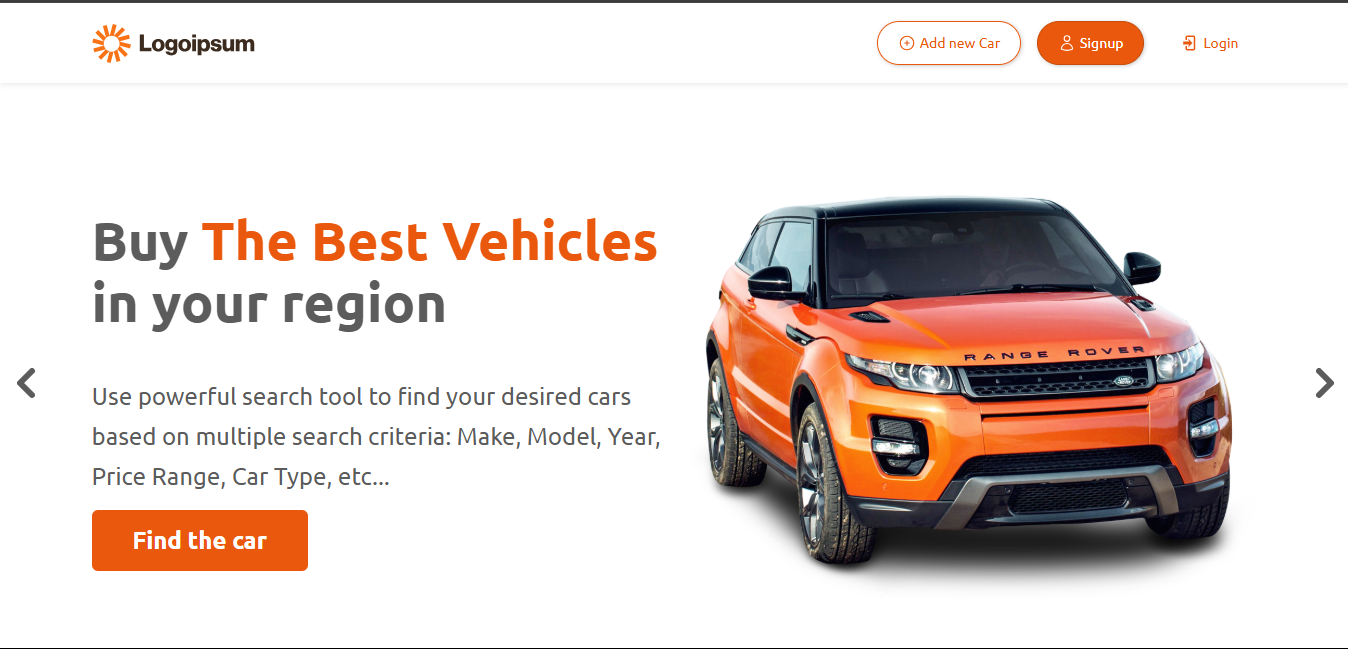 Logoipsum
Add new Car
Signup
Login
Buy The Best Vehicles
in your region
Use powerful search tool to find your desired cars
based on multiple search criteria: Make, Model, Year,
Price Range, Car Type, etc...
Find the car
RANGE ROVER